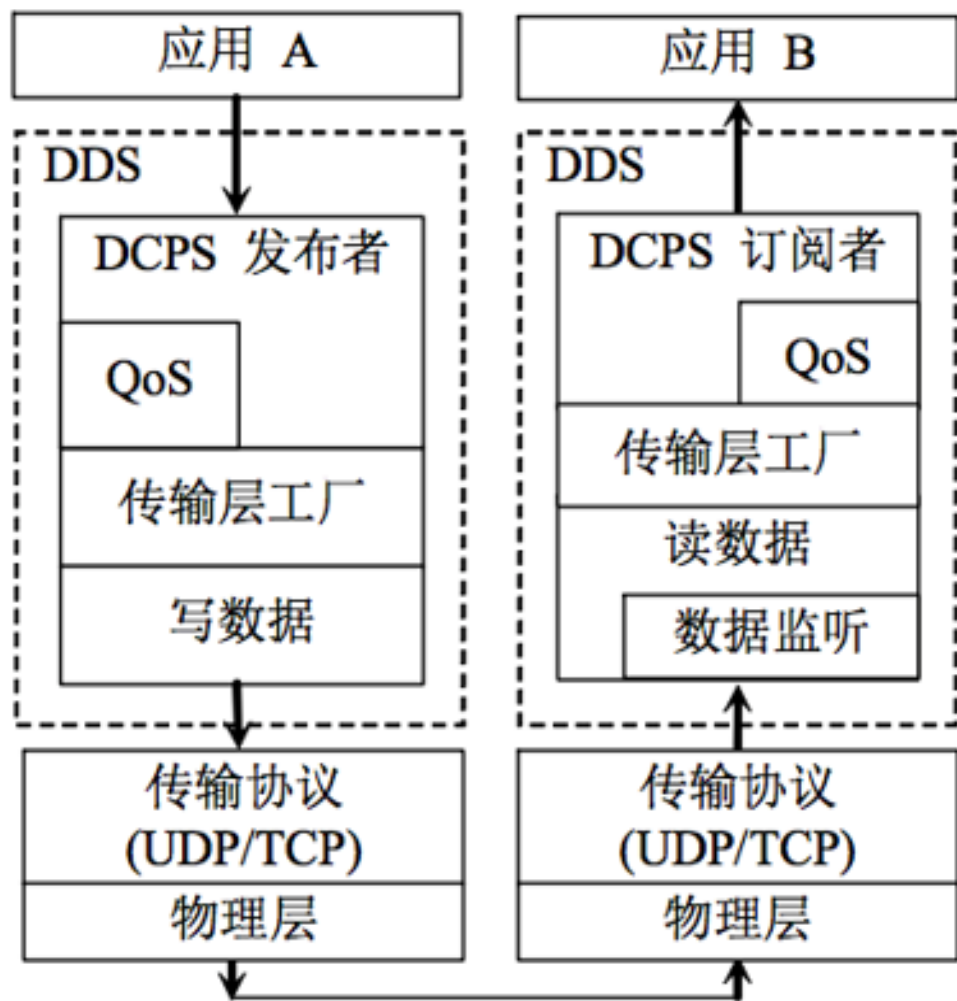 应用 A
DDS
DCPS 发布者
QoS
传输层工厂
写数据
传输协议
(UDP/TCP)
物理层
应用 B
DDS
DCPS 订阅者
QoS
传输层工厂
读数据
数据监听
传输协议
(UDP/TCP)
物理层